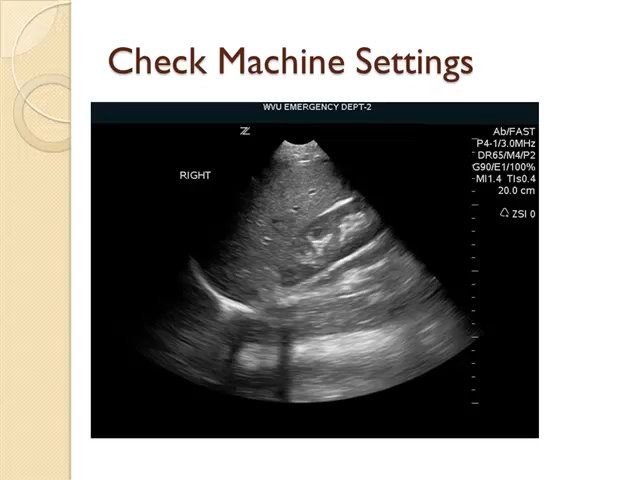 Check Machine Settings
WVU EMERGENCY DEPT-2
Z
RIGHT
Ab/FAST
P4-1/3.0MHz
DR65/M4/P2
G90/E1/100%
MI1.4 TIs0.4
20.0 cm
ZSI 0